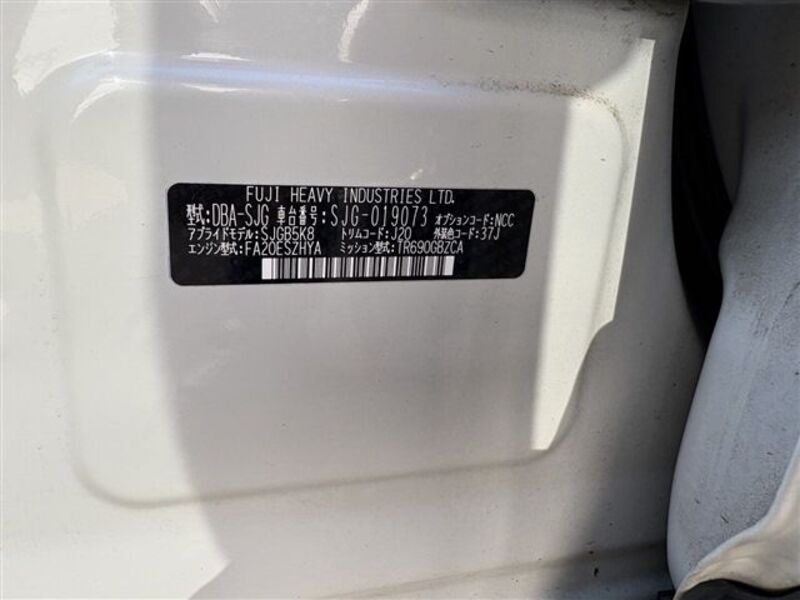 FUJI HEAVY INDUSTRIES LTD.
型式:DBA-SJG 車台番号:SJG-019073 オプションコード:NCC
アプライドモデル:SJGB5K8 トリムコード:J20 外装色コード:37J
エンジン型式:FA20ESZHYA ミッション型式:TR690GBZCA